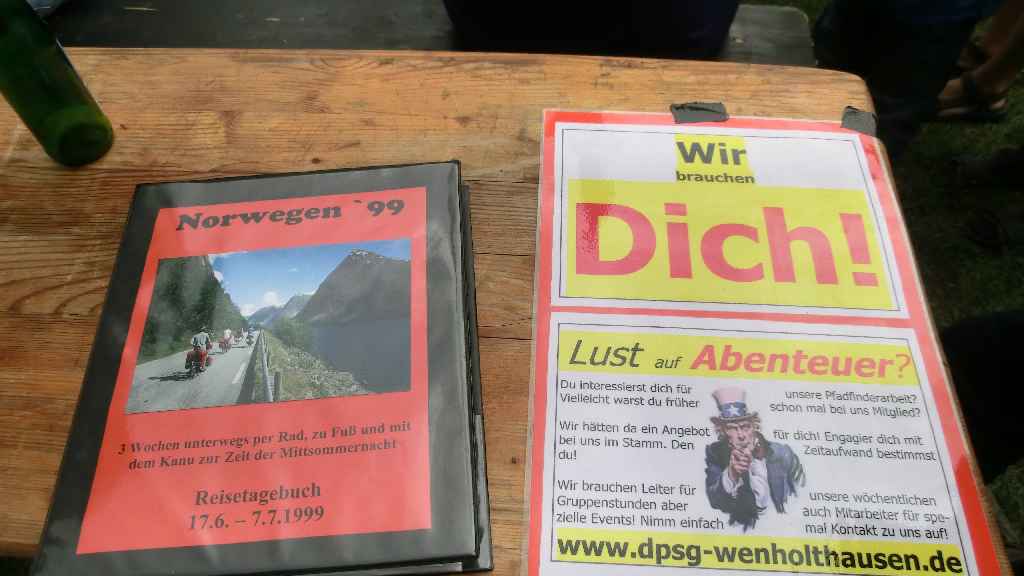 Norwegen `99
3 Wochen unterwegs per Rad, zu Fuß und mit
dem Kanu zur Zeit der Mittsommernacht
Reisetagebuch
17.6. – 7.7.1999
Wir
brauchen
Dich!
Lust auf Abenteuer?
Du interessierst dich für unsere Pfadfinderarbeit?
Vielleicht warst du früher schon mal bei uns Mitglied?
Wir hätten da ein Angebot für dich! Engagier dich mit
bei uns im Stamm. Den Zeitaufwand bestimmst
du!
Wir brauchen Leiter für unsere wöchentlichen
Gruppenstunden aber auch Mitarbeiter für spe-
zielle Events! Nimm einfach mal Kontakt zu uns auf!
www.dpsg-wenholthausen.de